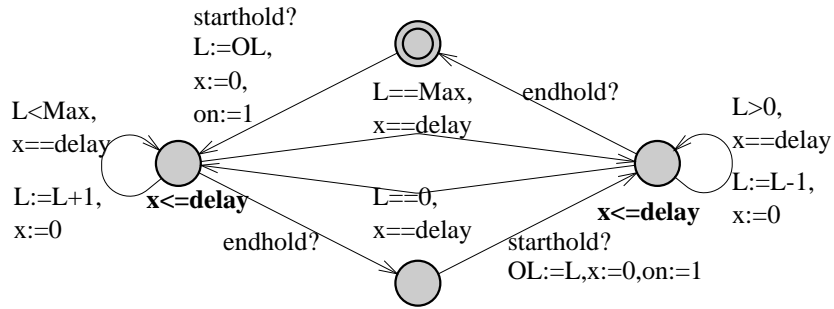 starthold?
L:=OL,
x:=0,
on:=1
L==Max,
x==delay
endhold?
L<Max,
x==delay
L>0,
x==delay
L:=L+1,
x:=0
x<=delay
L==0,
x==delay
x<=delay
L:=L-1,
x:=0
endhold?
starthold?
OL:=L,x:=0,on:=1